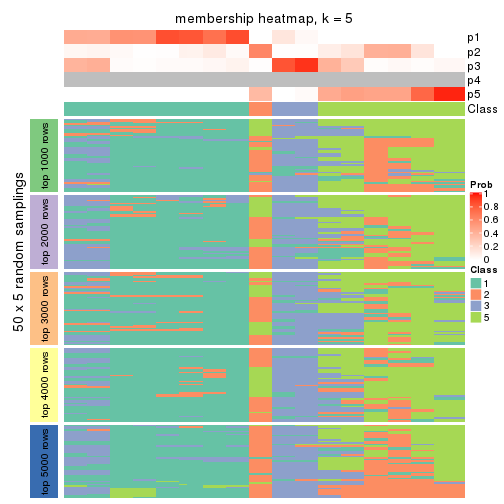 membership heatmap, k = 5
p1
p2
p3
p4
p5
Class
50 x 5 random samplings
top 1000 rows
top 2000 rows
top 3000 rows
top 4000 rows
top 5000 rows
Prob
1
0.8
0.6
0.4
0.2
0
Class
1
2
3
5